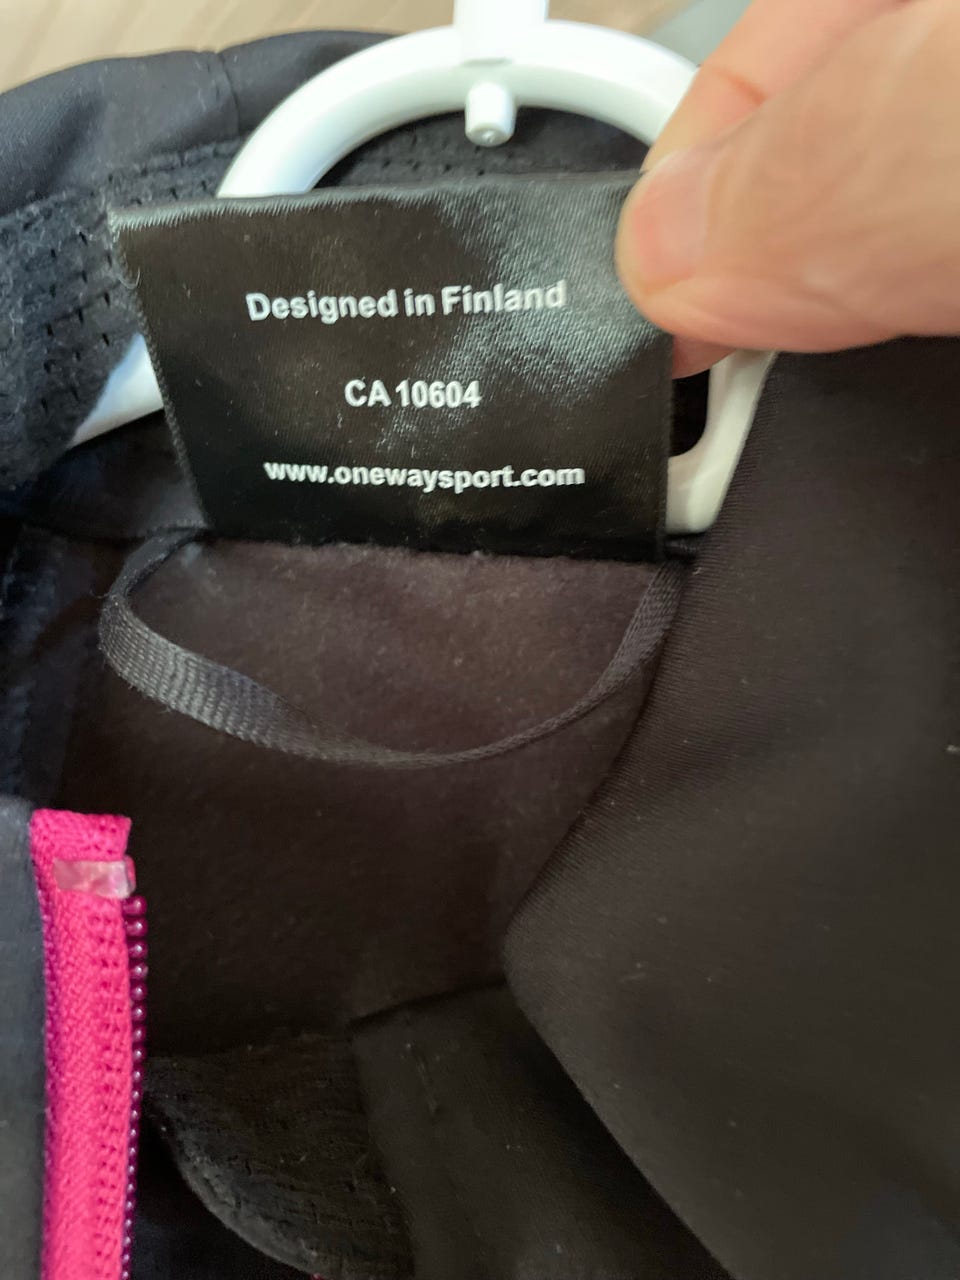 Designed in Finland
CA 10604
www.onewaysport.com